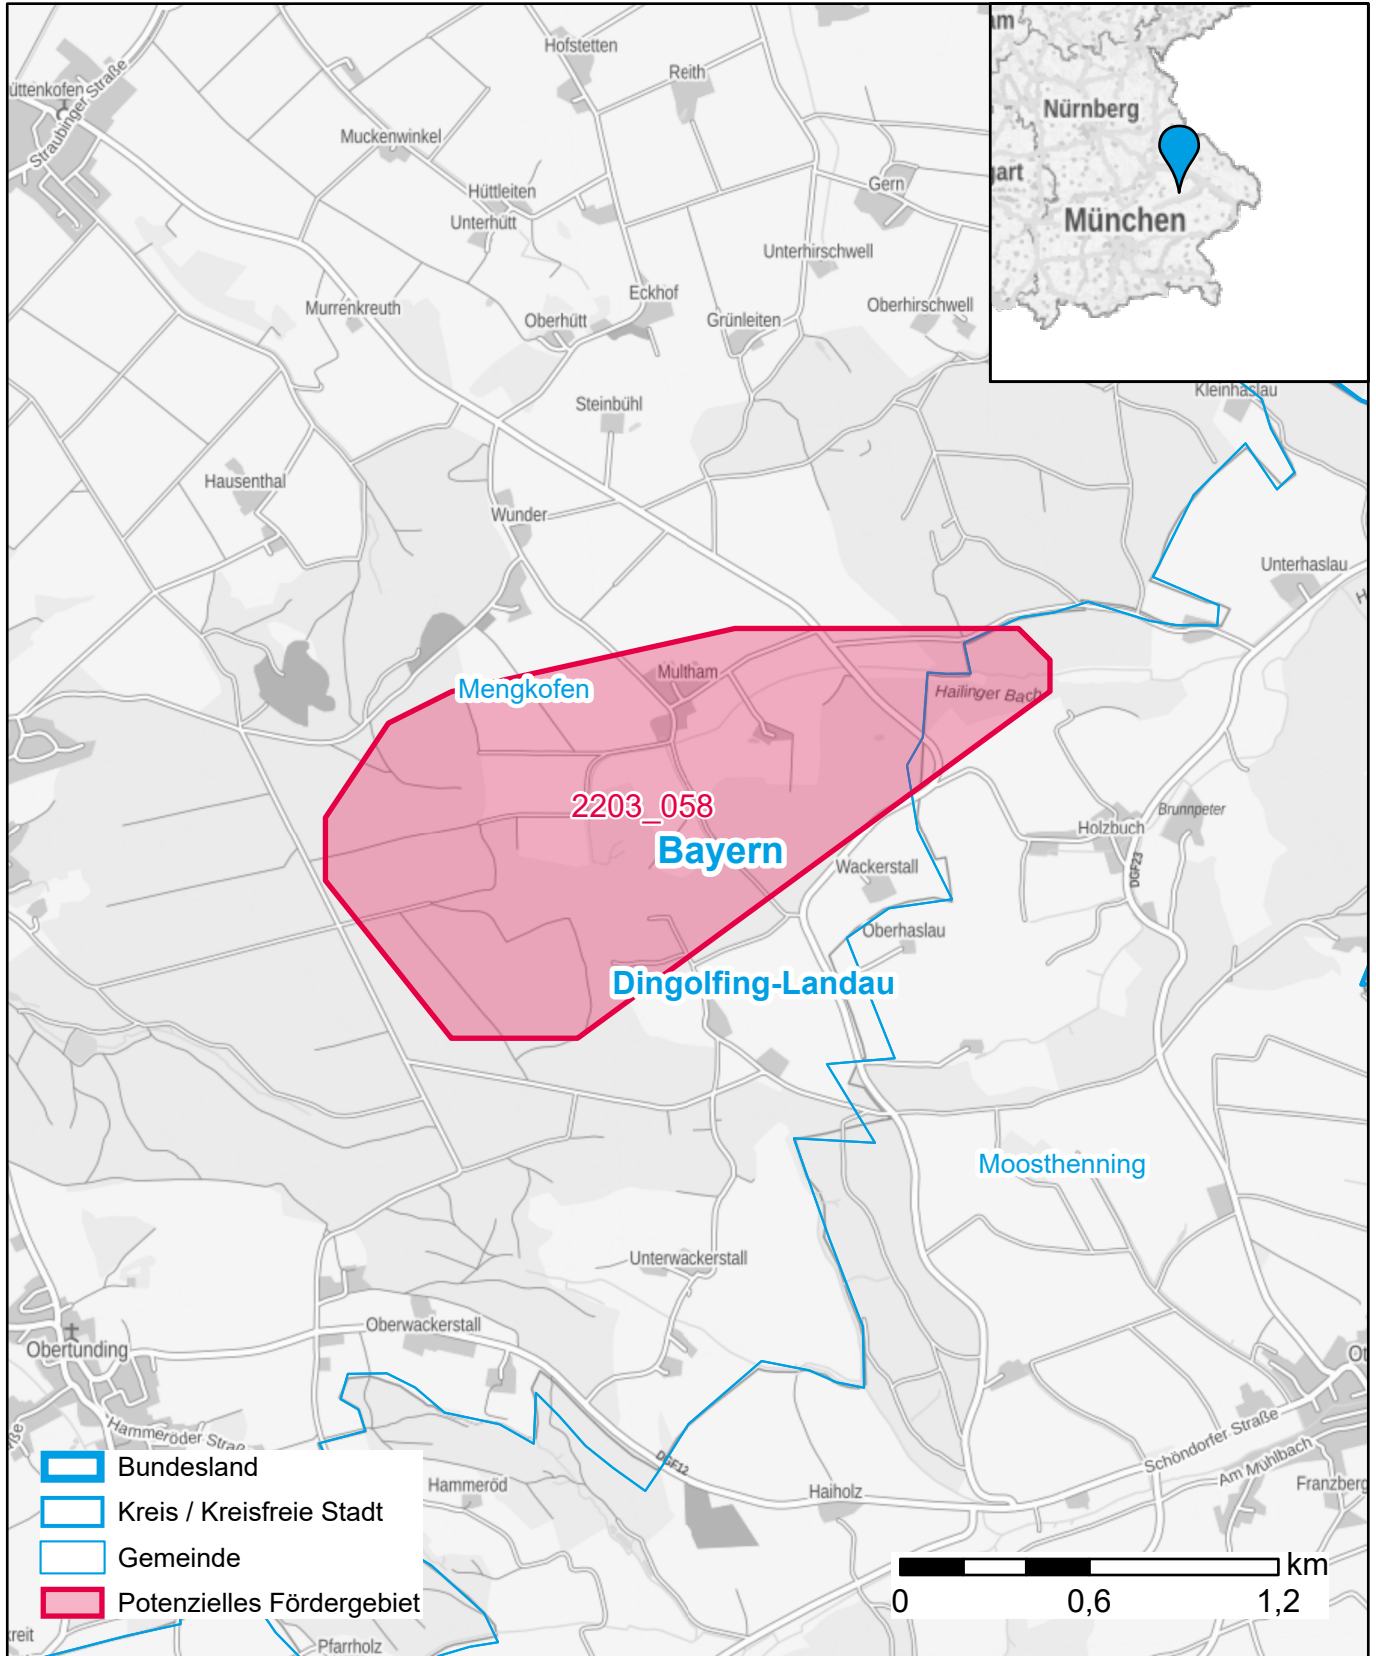 Hofstetten
Reith
Straubinger Straße
Muckenwinkel
Hüttleiten
Unterhütt
Gern
Unterhirschwell
Murrenkreuth
Eckhof
Oberhütt
Grünleiten
Oberhirschwell
Nürnberg
München
Steinbühl
Kleinhaslau
Hausenthal
Wunder
Unterhaslau
Multham
Mengkofen
Hailinger Bach
2203_058
Bayern
Brunnpeter
Holzbuch
DGF23
Wackerstall
Oberhaslau
Dingolfing-Landau
Moosthenning
Unterwackerstall
Oberwackerstall
Obertunding
Hammeröder Straß
Schöndorfer Straße
Am Mühlbach
DGF12
Hammeröd
Haiholz
Franzberg
Bundesland
Kreis / Kreisfreie Stadt
Gemeinde
Potenzielles Fördergebiet
km
0 0,6 1,2
Pfarrholz